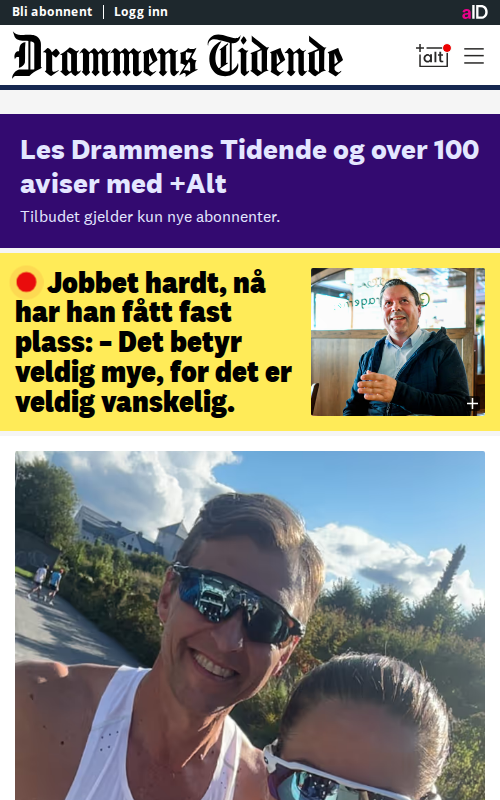 Bli abonnent | Logg inn
aID
Drammens Tidende
+alt
Les Drammens Tidende og over 100
aviser med +Alt
Tilbudet gjelder kun nye abonnenter.
Jobbet hardt, nå
har han fått fast
plass: – Det betyr
veldig mye, for det er
veldig vanskelig.